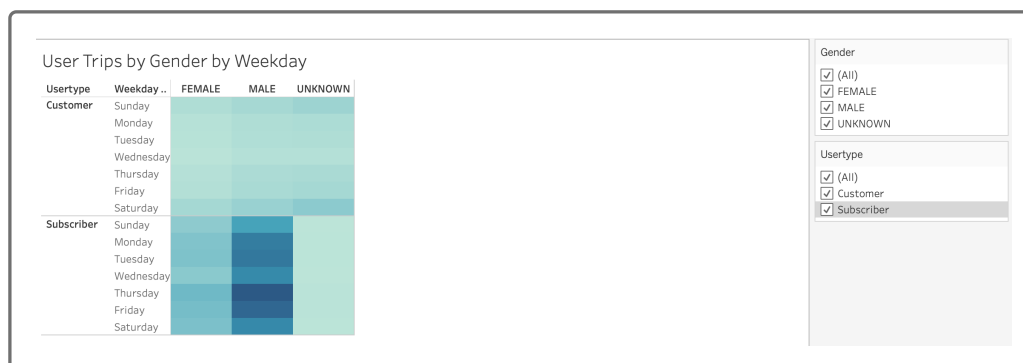 User Trips by Gender by Weekday
Usertype Weekday .. FEMALE MALE UNKNOWN
Customer Sunday
Monday
Tuesday
Wednesday
Thursday
Friday
Saturday
Subscriber Sunday
Monday
Tuesday
Wednesday
Thursday
Friday
Saturday
Gender
(All)
FEMALE
MALE
UNKNOWN
Usertype
(All)
Customer
Subscriber